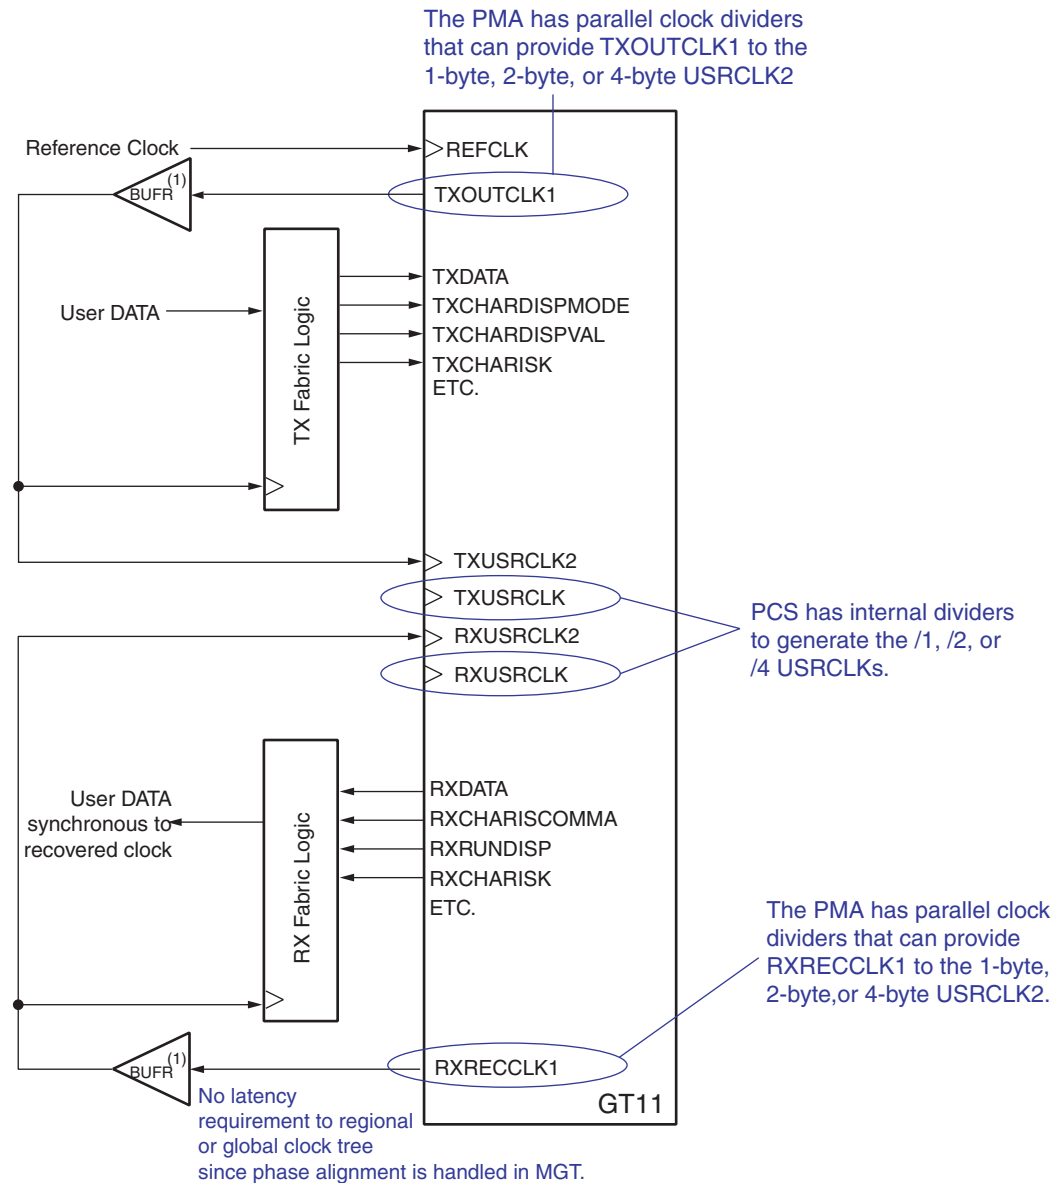 The PMA has parallel clock dividers
that can provide TXOUTCLK1 to the
1-byte, 2-byte, or 4-byte USRCLK2
Reference Clock
REFCLK
BUFR
(1)
TXOUTCLK1
TXDATA
User DATA
TX Fabric Logic
TXCHARDISPMODE
TXCHARDISPVAL
TXCHARISK
ETC.
TXUSRCLK2
TXUSRCLK
RXUSRCLK2
RXUSRCLK
PCS has internal dividers
to generate the /1, /2, or
/4 USRCLKs.
User DATA
synchronous to
recovered clock
RX Fabric Logic
RXDATA
RXCHARISCOMMA
RXRUNDISP
RXCHARISK
ETC.
The PMA has parallel clock
dividers that can provide
RXRECCLK1 to the 1-byte,
2-byte,or 4-byte USRCLK2.
BUFR
(1)
RXRECCLK1
GT11
No latency
requirement to regional
or global clock tree
since phase alignment is handled in MGT.